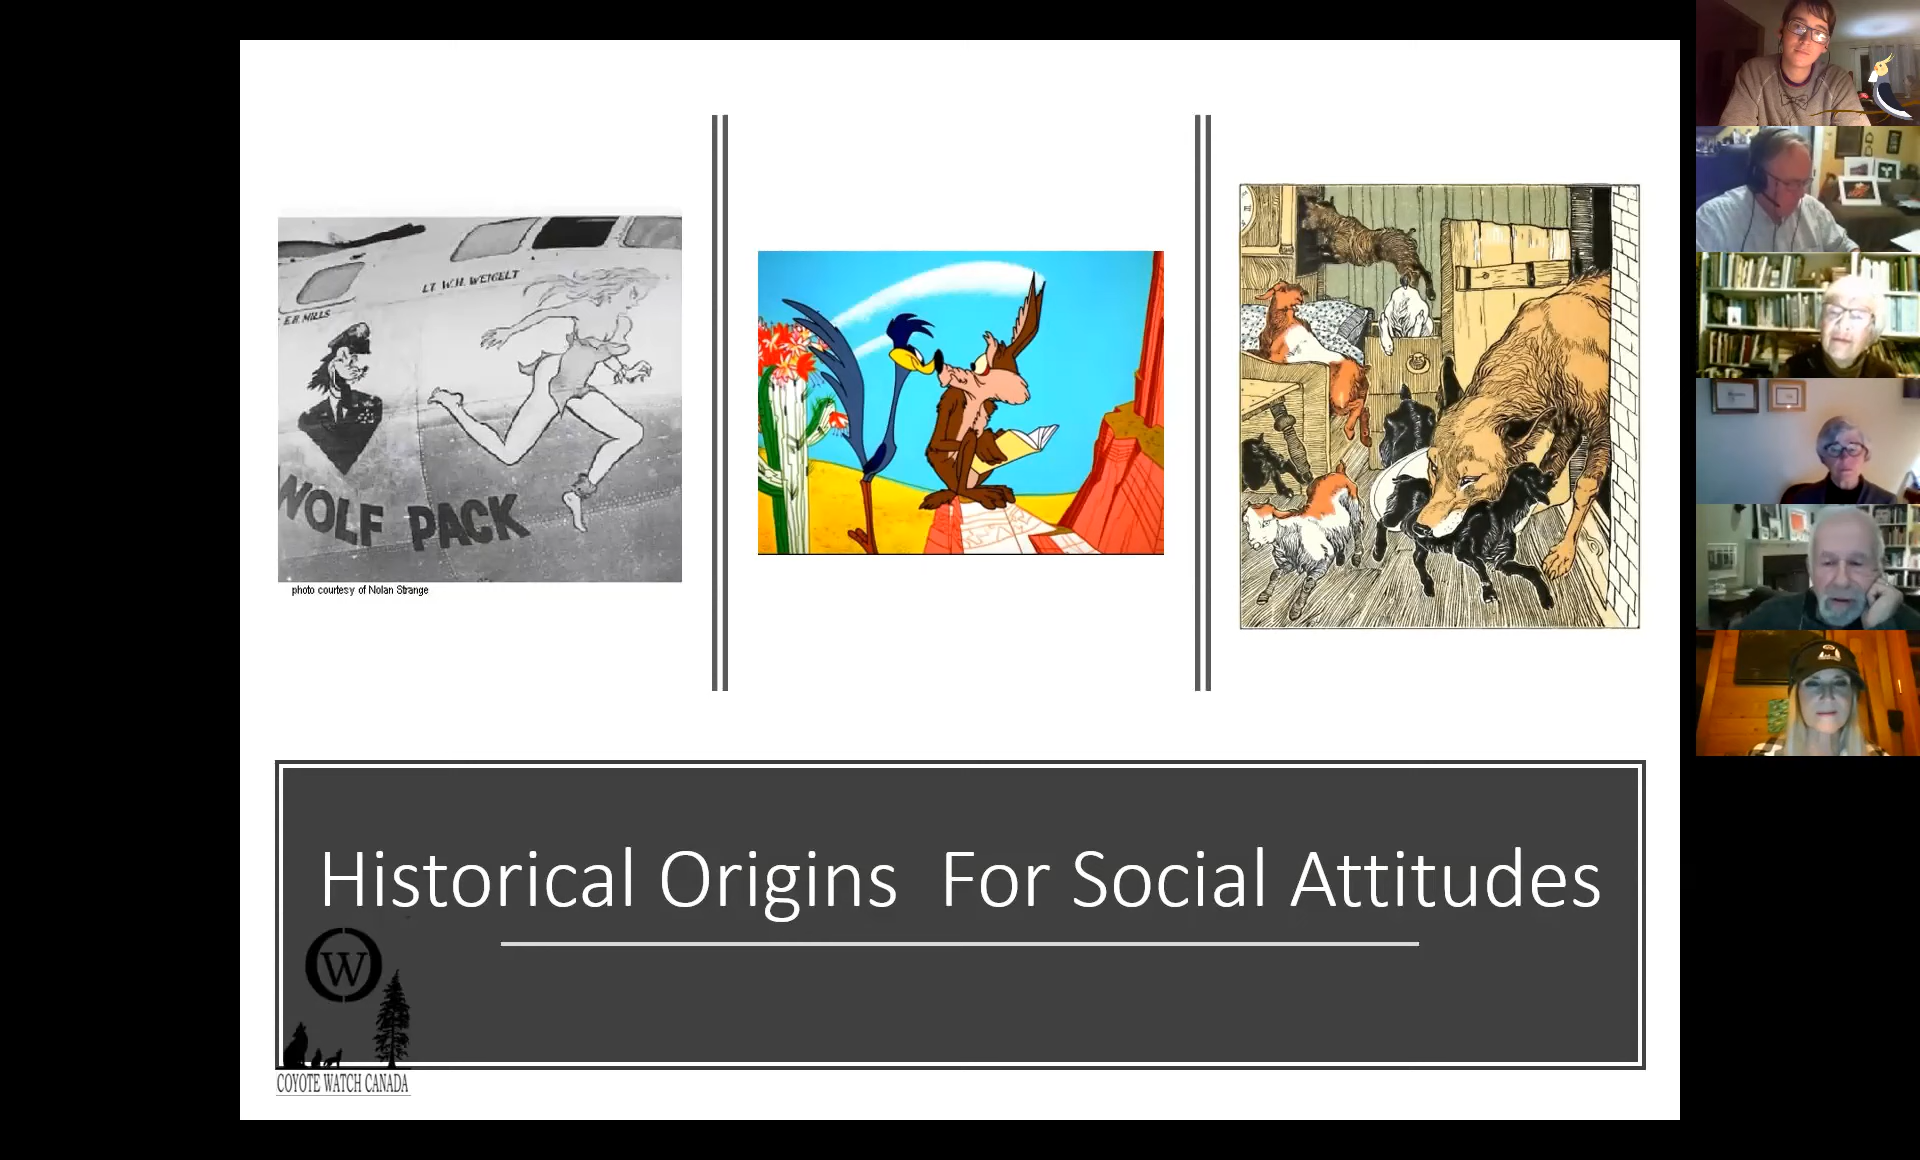 LT W.H. WEIGELT
E.B. MILLS
WOLF PACK
photo courtesy of Nolan Strange
Historical Origins For Social Attitudes
W
COYOTE WATCH CANADA